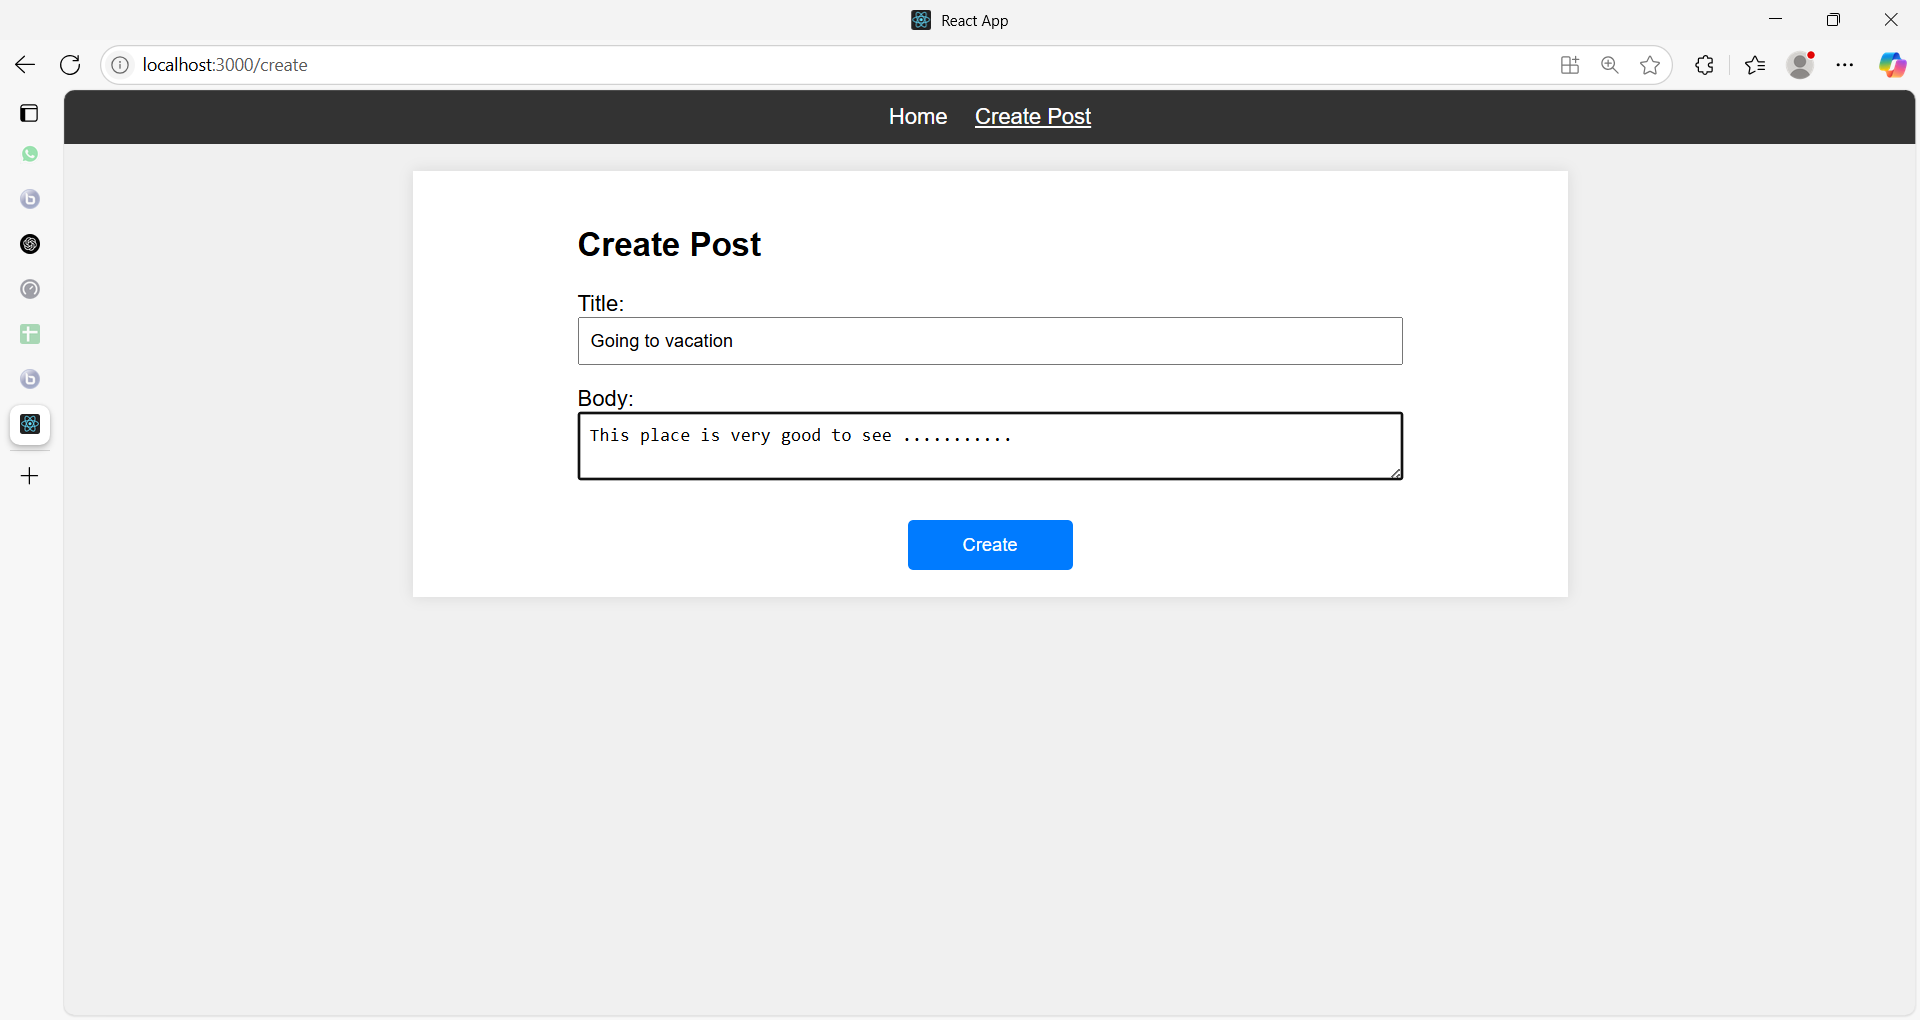 React App
localhost:3000/create
Home Create Post
Create Post
Title:
Going to vacation
Body:
This place is very good to see ...........
Create